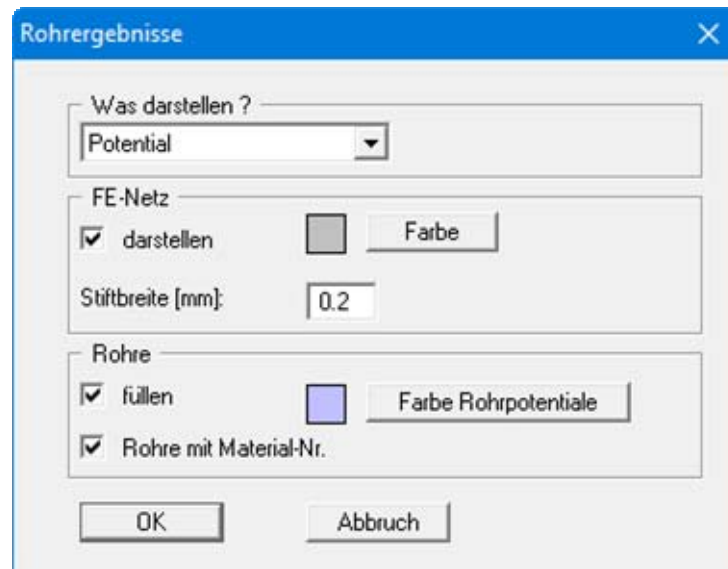 Rohrergebnisse
Was darstellen ?
Potential
FE-Netz
darstellen
Farbe
Stiftbreite [mm]:
0.2
Rohre
füllen
Farbe Rohrpotentiale
Rohre mit Material-Nr.
OK
Abbruch